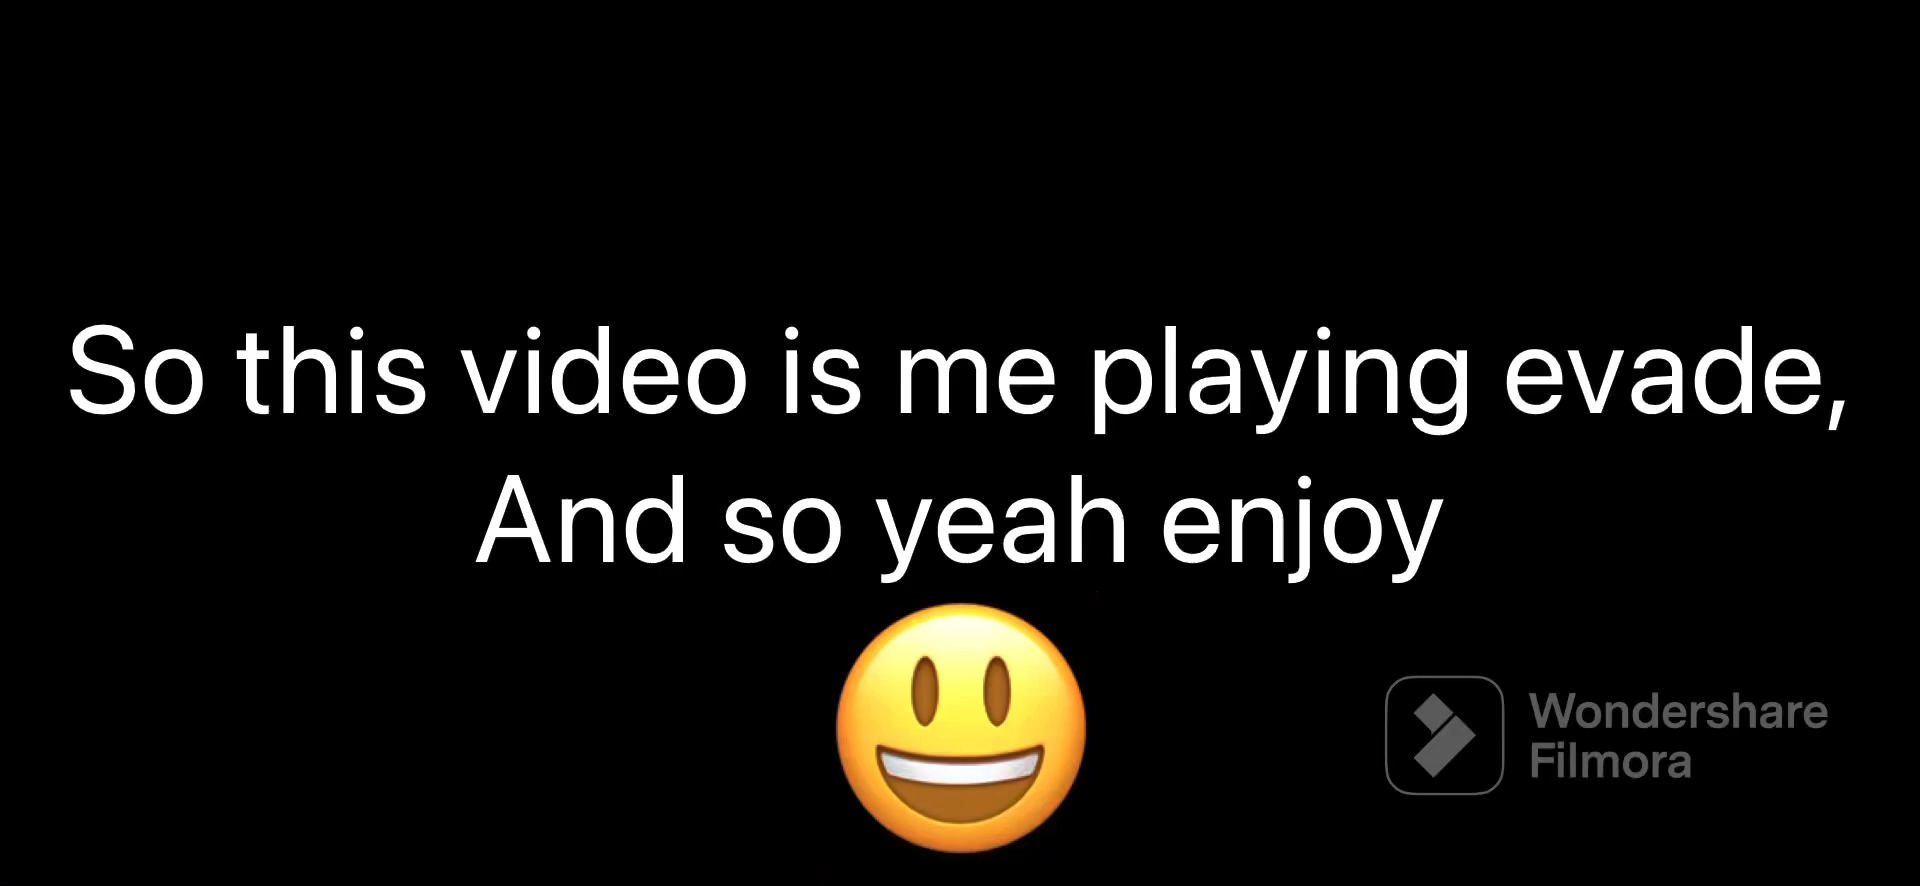 So this video is me playing evade,
And so yeah enjoy
😃
Wondershare
Filmora